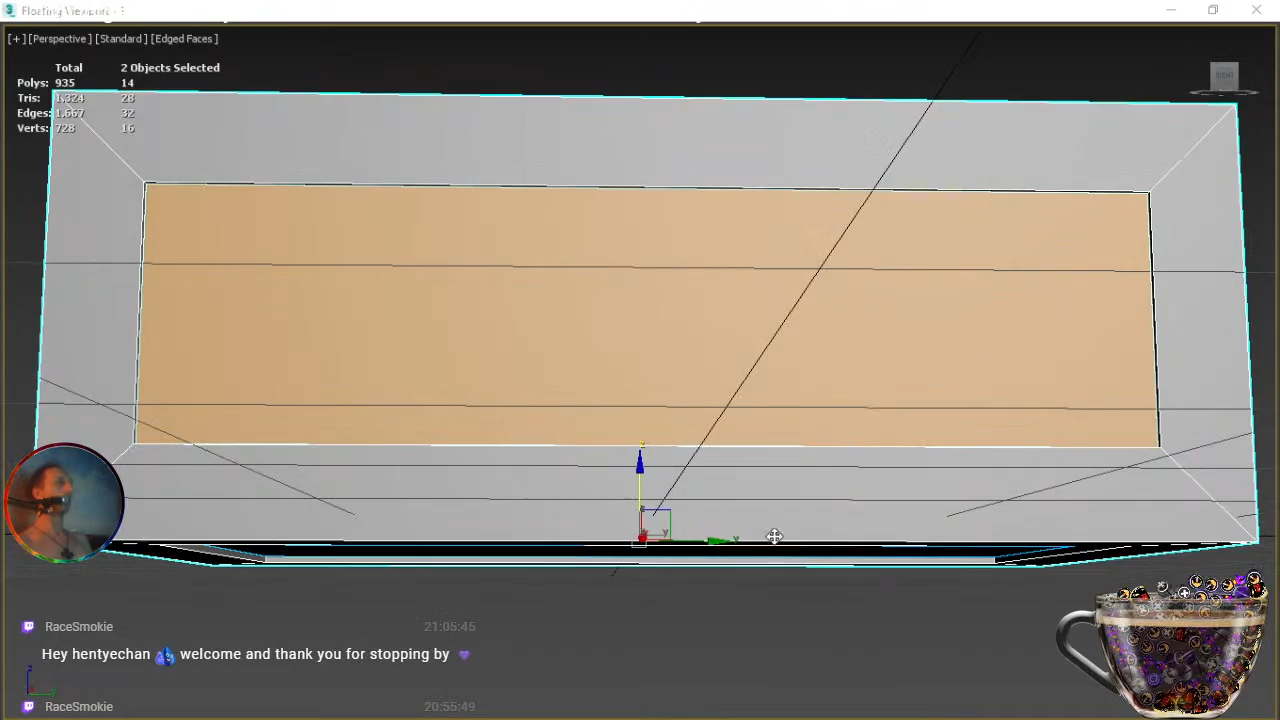 Floating Viewport
[+] [Perspective] [Standard] [Edged Faces]
Total 2 Objects Selected
Polys: 935 14
Tris: 1.324 28
Edges: 1.667 32
Verts: 728 16
RIGHT
z
y
RaceSmokie 21:05:45
Hey hentyechan welcome and thank you for stopping by
RaceSmokie 20:55:49